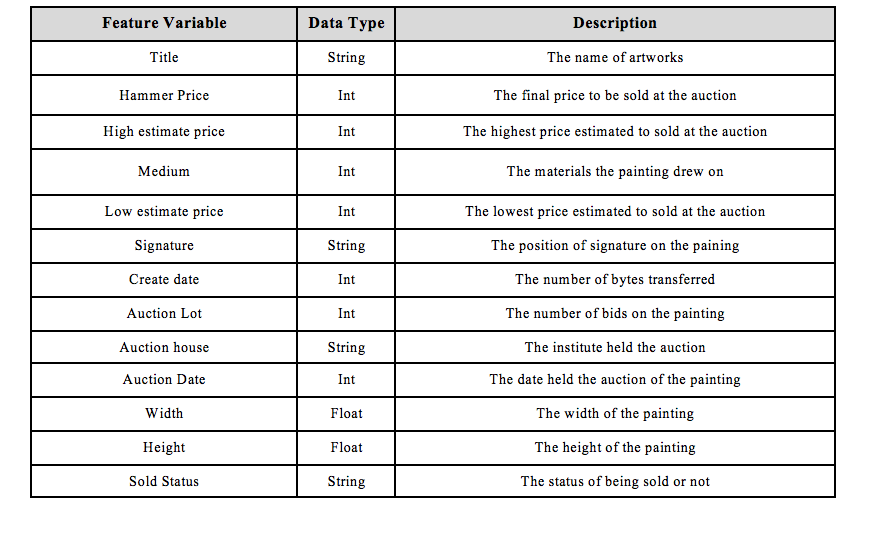 Feature Variable Data Type Description
Title String The name of artworks
Hammer Price Int The final price to be sold at the auction
High estimate price Int The highest price estimated to sold at the auction
Medium Int The materials the painting drew on
Low estimate price Int The lowest price estimated to sold at the auction
Signature String The position of signature on the paining
Create date Int The number of bytes transferred
Auction Lot Int The number of bids on the painting
Auction house String The institute held the auction
Auction Date Int The date held the auction of the painting
Width Float The width of the painting
Height Float The height of the painting
Sold Status String The status of being sold or not